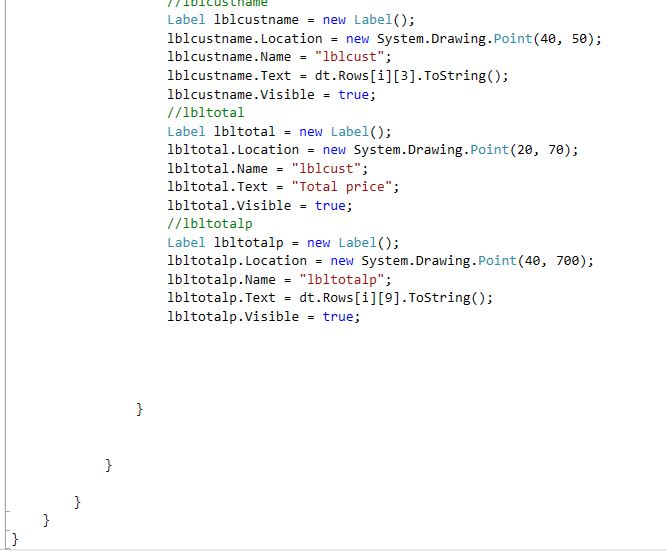 //lblcustname
Label lblcustname = new Label();
lblcustname.Location = new System.Drawing.Point(40, 50);
lblcustname.Name = "lblcust";
lblcustname.Text = dt.Rows[i][3].ToString();
lblcustname.Visible = true;
//lbltotal
Label lbltotal = new Label();
lbltotal.Location = new System.Drawing.Point(20, 70);
lbltotal.Name = "lblcust";
lbltotal.Text = "Total price";
lbltotal.Visible = true;
//lbltotalp
Label lbltotalp = new Label();
lbltotalp.Location = new System.Drawing.Point(40, 700);
lbltotalp.Name = "lbltotalp";
lbltotalp.Text = dt.Rows[i][9].ToString();
lbltotalp.Visible = true;
}
}
}
}
}